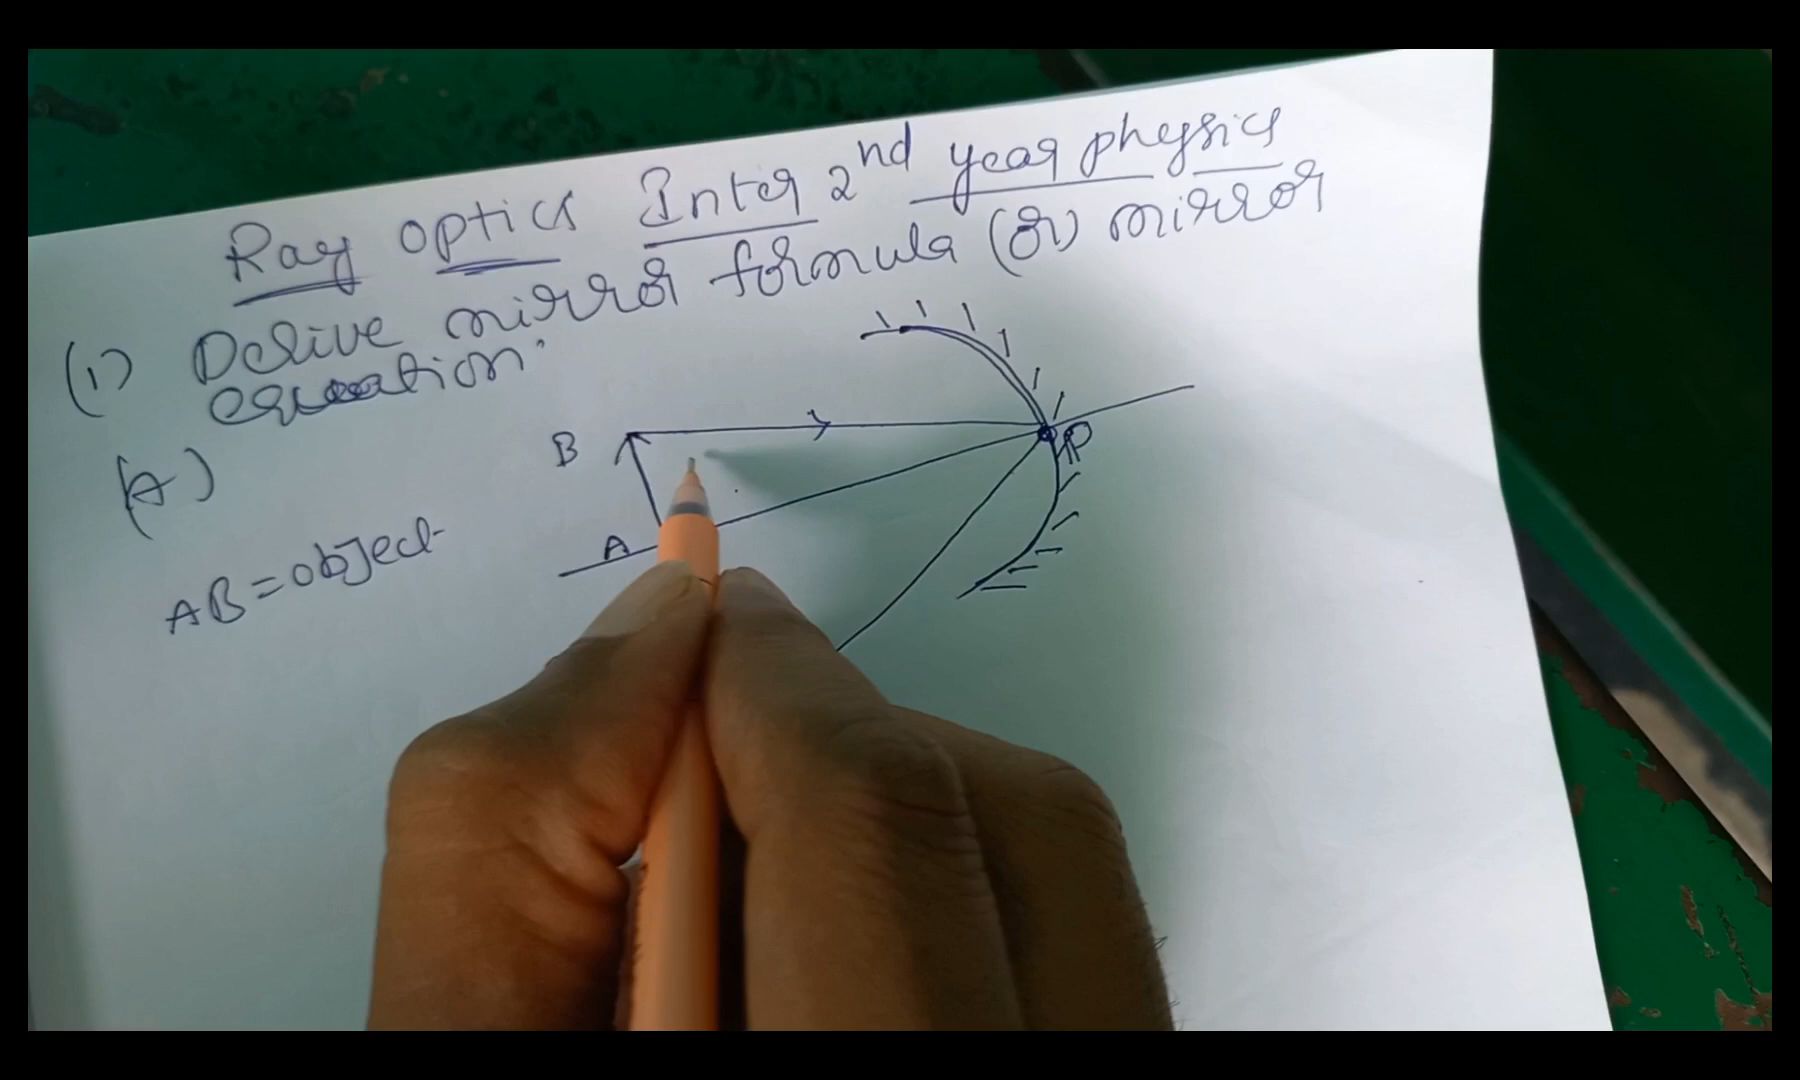 Ray optics Inter 2nd year physics
(1) Derive mirror formula (or) mirror
equation.
(A)
B
P
A
AB = object